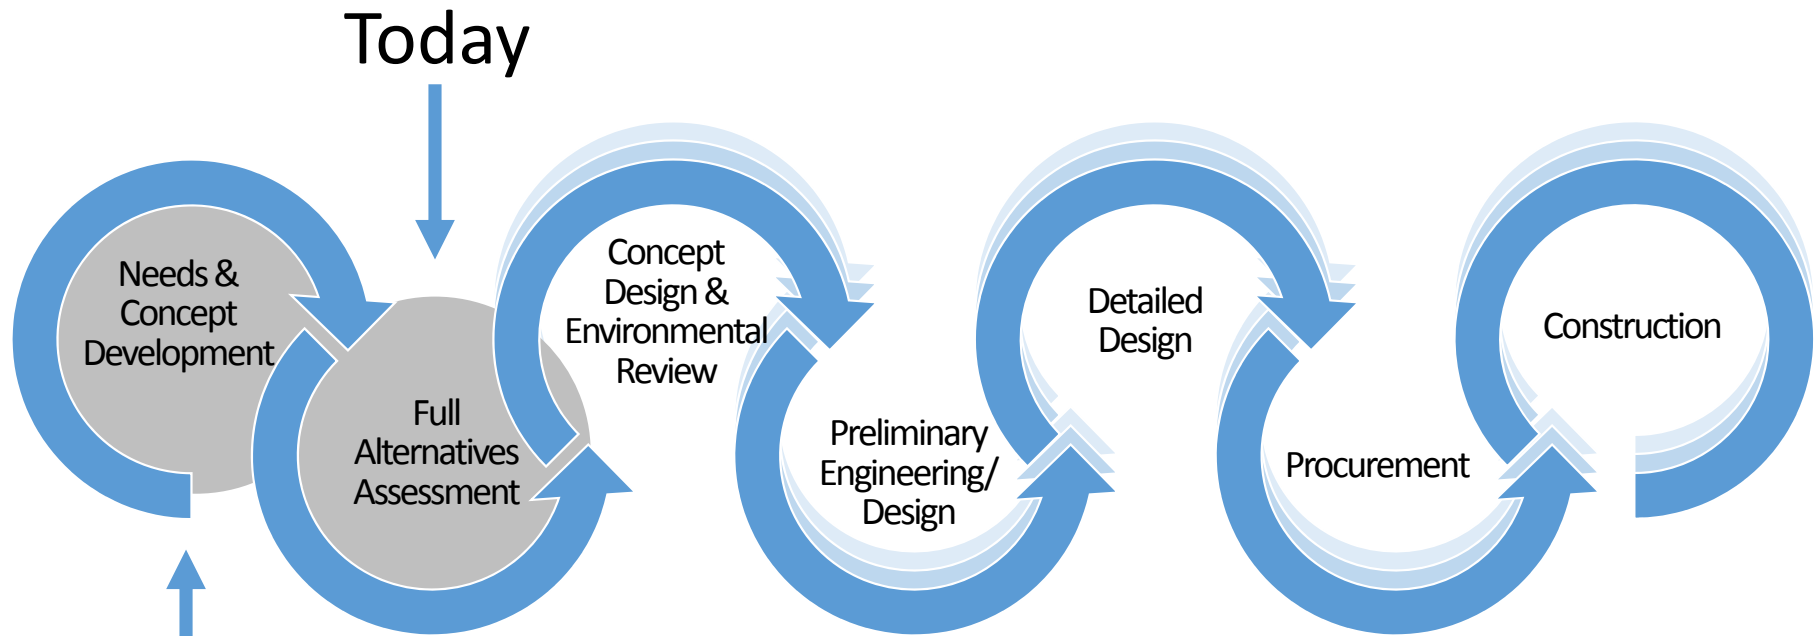 Today
Needs &
Concept
Development
Full
Alternatives
Assessment
Concept
Design &
Environmental
Review
Preliminary
Engineering/
Design
Detailed
Design
Procurement
Construction